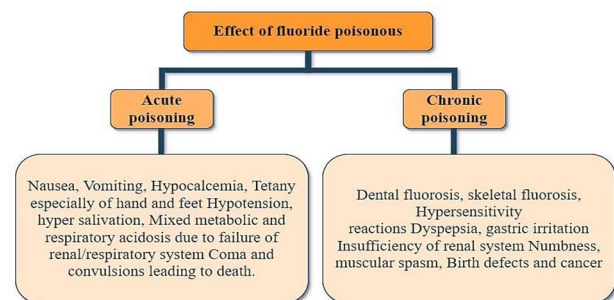 Effect of fluoride poisonous
Acute
poisoning
Chronic
poisoning
Nausea, Vomiting, Hypocalcemia, Tetany
especially of hand and feet Hypotension,
hyper salivation, Mixed metabolic and
respiratory acidosis due to failure of
renal/respiratory system Coma and
convulsions leading to death.
Dental fluorosis, skeletal fluorosis,
Hypersensitivity
reactions Dyspepsia, gastric irritation
Insufficiency of renal system Numbness,
muscular spasm, Birth defects and cancer